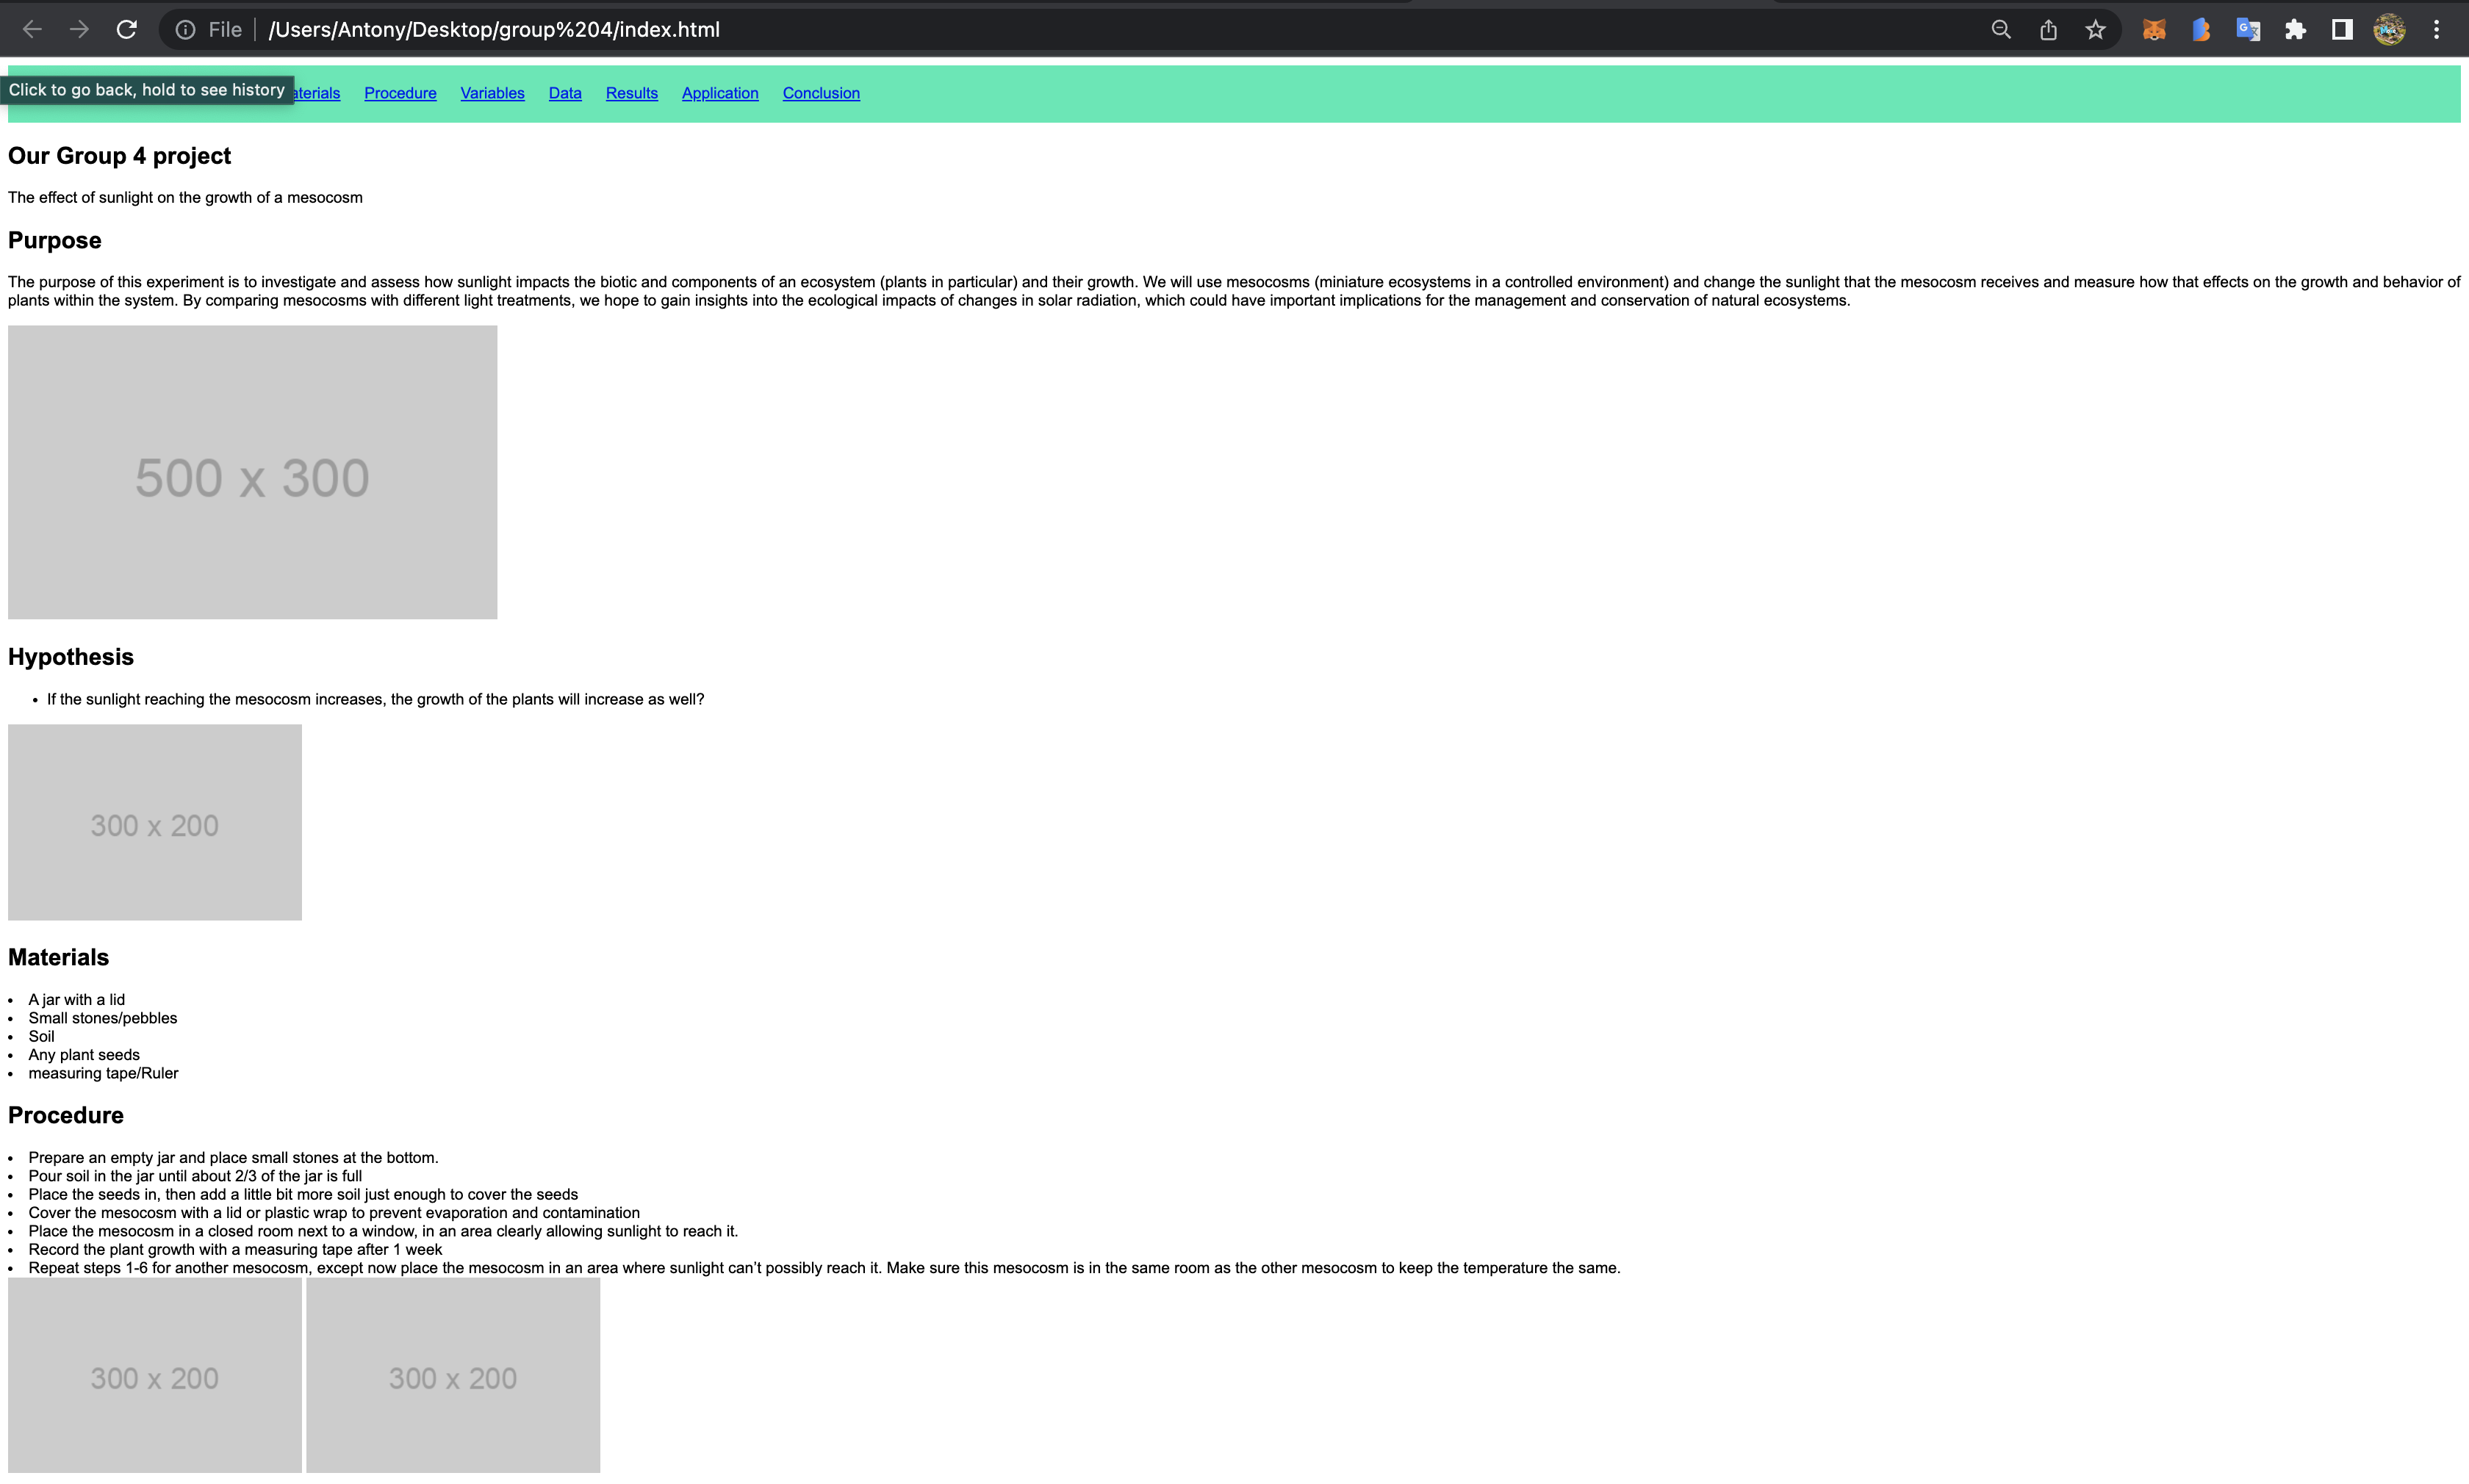 File | /Users/Antony/Desktop/group%204/index.html
Click to go back, hold to see history Procedure Variables Data Results Application Conclusion
Our Group 4 project
The effect of sunlight on the growth of a mesocosm
Purpose
The purpose of this experiment is to investigate and assess how sunlight impacts the biotic and components of an ecosystem (plants in particular) and their growth. We will use mesocosms (miniature ecosystems in a controlled environment) and change the sunlight that the mesocosm receives and measure how that effects on the growth and behavior of
plants within the system. By comparing mesocosms with different light treatments, we hope to gain insights into the ecological impacts of changes in solar radiation, which could have important implications for the management and conservation of natural ecosystems.
500 x 300
Hypothesis
• If the sunlight reaching the mesocosm increases, the growth of the plants will increase as well?
300 x 200
Materials
• A jar with a lid
• Small stones/pebbles
• Soil
• Any plant seeds
• measuring tape/Ruler
Procedure
• Prepare an empty jar and place small stones at the bottom.
• Pour soil in the jar until about 2/3 of the jar is full
• Place the seeds in, then add a little bit more soil just enough to cover the seeds
• Cover the mesocosm with a lid or plastic wrap to prevent evaporation and contamination
• Place the mesocosm in a closed room next to a window, in an area clearly allowing sunlight to reach it.
• Record the plant growth with a measuring tape after 1 week
• Repeat steps 1-6 for another mesocosm, except now place the mesocosm in an area where sunlight can’t possibly reach it. Make sure this mesocosm is in the same room as the other mesocosm to keep the temperature the same.
300 x 200 300 x 200